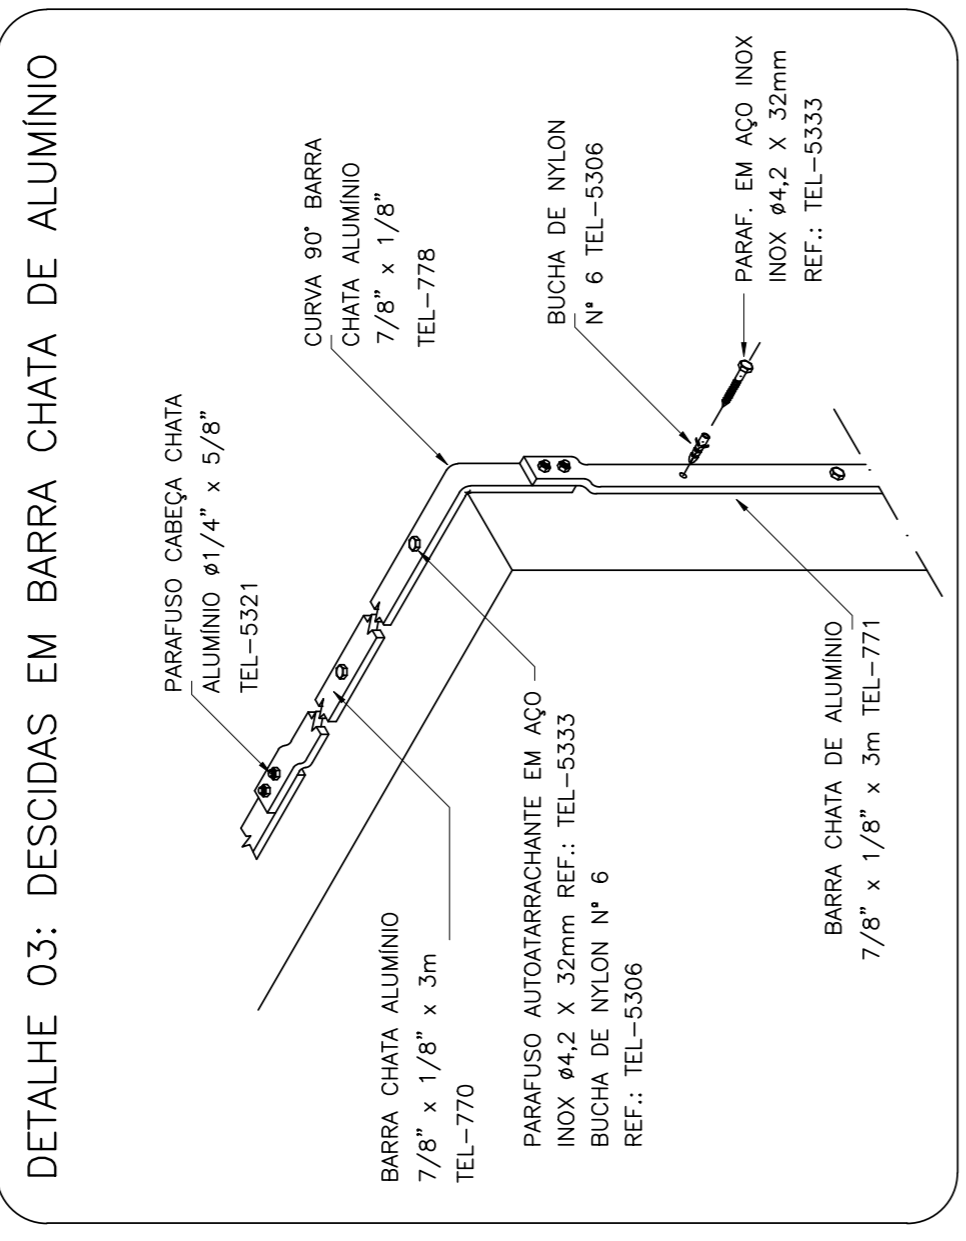 DETALHE 03: DESCIDAS EM BARRA CHATA DE ALUMÍNIO
PARAFUSO CABEÇA CHATA
ALUMÍNIO ø1/4” x 5/8”
TEL-5321
CURVA 90° BARRA
CHATA ALUMÍNIO
7/8” x 1/8”
TEL-778
BARRA CHATA ALUMÍNIO
7/8” x 1/8” x 3m
TEL-770
PARAFUSO AUTOATARRACHANTE EM AÇO
INOX ø4,2 X 32mm REF.: TEL-5333
BUCHA DE NYLON N° 6
REF.: TEL-5306
BUCHA DE NYLON
N° 6 TEL-5306
PARAF. EM AÇO INOX
INOX ø4,2 X 32mm
REF.: TEL-5333
BARRA CHATA DE ALUMÍNIO
7/8” x 1/8” x 3m TEL-771